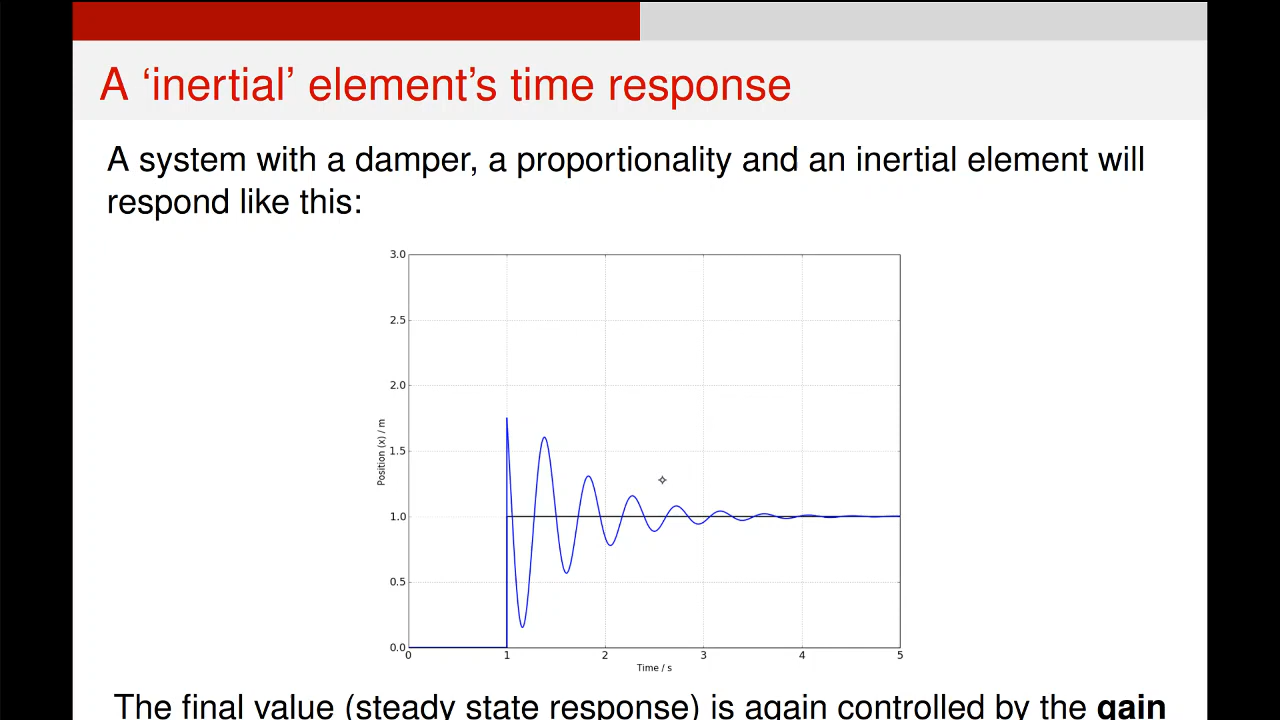 A ‘inertial’ element’s time response
A system with a damper, a proportionality and an inertial element will
respond like this:
3.0
2.5
2.0
1.5
1.0
0.5
0.0
Position (x) / m
0 1 2 3 4 5
Time / s
The final value (steady state response) is again controlled by the gain